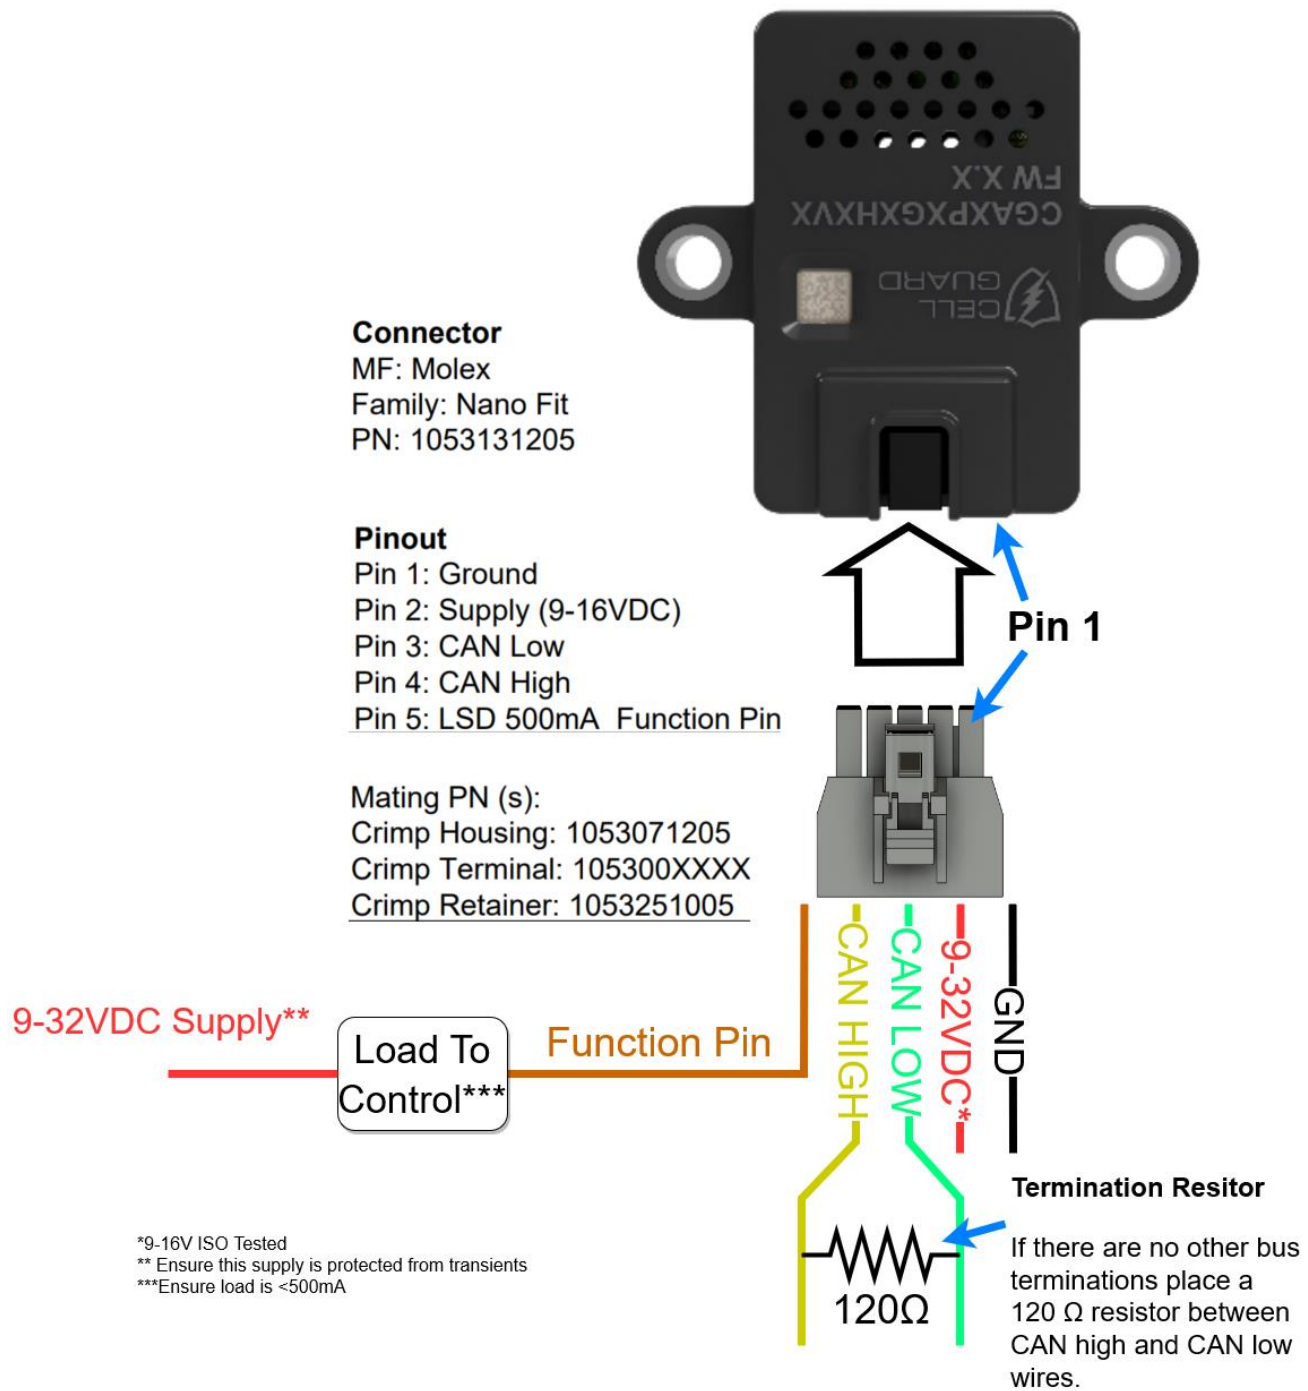 FW X.X
CGAXPXGXHXVX
CELL
GUARD
Connector
MF: Molex
Family: Nano Fit
PN: 1053131205
Pinout
Pin 1: Ground
Pin 2: Supply (9-16VDC)
Pin 3: CAN Low
Pin 4: CAN High
Pin 5: LSD 500mA  Function Pin
Pin 1
Mating PN (s):
Crimp Housing: 1053071205
Crimp Terminal: 105300XXXX
Crimp Retainer: 1053251005
9-32VDC Supply**
Load To
Control***
Function Pin
CAN HIGH
CAN LOW
9-32VDC*
GND
Termination Resitor
If there are no other bus
terminations place a
120 Ω resistor between
CAN high and CAN low
wires.
120Ω
*9-16V ISO Tested
** Ensure this supply is protected from transients
***Ensure load is <500mA